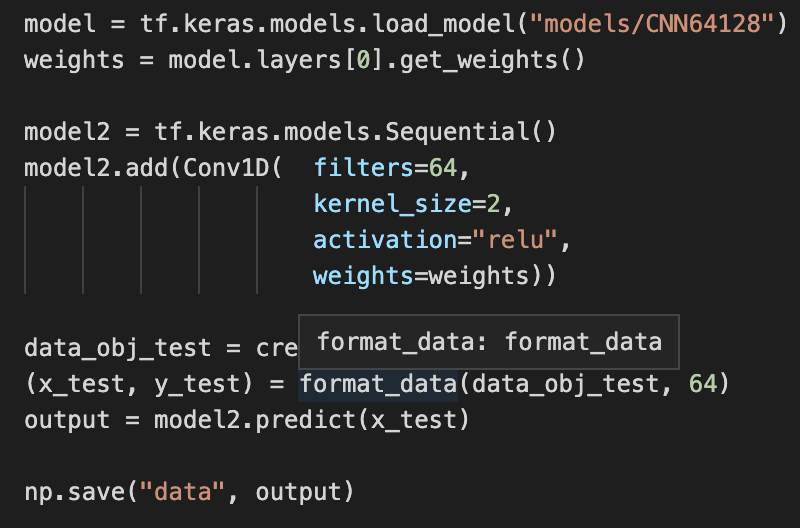 model = tf.keras.models.load_model("models/CNN64128")
weights = model.layers[0].get_weights()
model2 = tf.keras.models.Sequential()
model2.add(Conv1D(  filters=64,
kernel_size=2,
activation="relu",
weights=weights))
format_data: format_data
data_obj_test = cre
(x_test, y_test) = format_data(data_obj_test, 64)
output = model2.predict(x_test)
np.save("data", output)